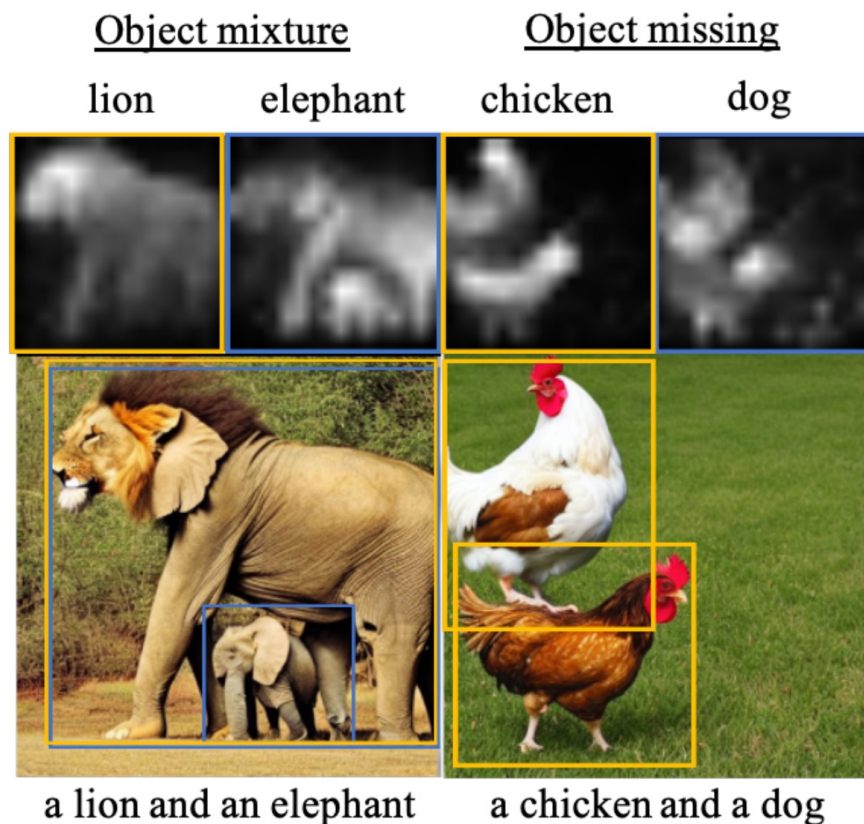 Object mixture Object missing
lion elephant chicken dog
a lion and an elephant a chicken and a dog